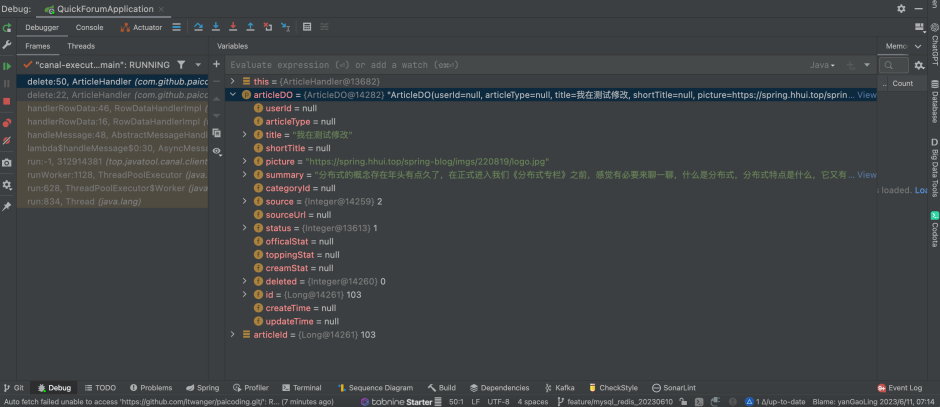 Debug: QuickForumApplication
Debugger Console Actuator
Frames Threads
"canal-execut...main": RUNNING
delete:50, ArticleHandler (com.github.paico
delete:22, ArticleHandler (com.github.paico
handlerRowData:46, RowDataHandlerImpl (
handlerRowData:16, RowDataHandlerImpl (
handleMessage:48, AbstractMessageHandl
lambda$handleMessage$0:30, AsyncMessa
run:-1, 312914381 (top.javatool.canal.client
runWorker:1128, ThreadPoolExecutor (java
run:628, ThreadPoolExecutor$Worker (java
run:834, Thread (java.lang)
Variables
Evaluate expression (⏎) or add a watch (⌘⏎) Java
this = {ArticleHandler@13682}
articleDO = {ArticleDO@14282} "ArticleDO(userId=null, articleType=null, title=我在测试修改, shortTitle=null, picture=https://spring.hhui.top/sprin... View
userId = null
articleType = null
title = "我在测试修改"
shortTitle = null
picture = "https://spring.hhui.top/spring-blog/imgs/220819/logo.jpg"
summary = "分布式的概念存在年头有点久了，在正式进入我们《分布式专栏》之前，感觉有必要来聊一聊，什么是分布式，分布式特点是什么，它又有... View
categoryId = null
source = {Integer@14259} 2
sourceUrl = null
status = {Integer@13613} 1
officalStat = null
toppingStat = null
creamStat = null
deleted = {Integer@14260} 0
id = {Long@14261} 103
createTime = null
updateTime = null
articleId = {Long@14261} 103
Memo
Count
loaded. Loa
ChatGPT
Database
Big Data Tools
Codota
Git Debug TODO Problems Spring Profiler Terminal Sequence Diagram Build Dependencies Kafka CheckStyle SonarLint Event Log
Auto fetch failed unable to access 'https://github.com/itwanger/paicoding.git/': R... (7 minutes ago) tabnine Starter 50:1 LF UTF-8 4 spaces feature/mysql_redis_20230610 1 Δ/up-to-date Blame: yanGaoLing 2023/6/11, 07:14